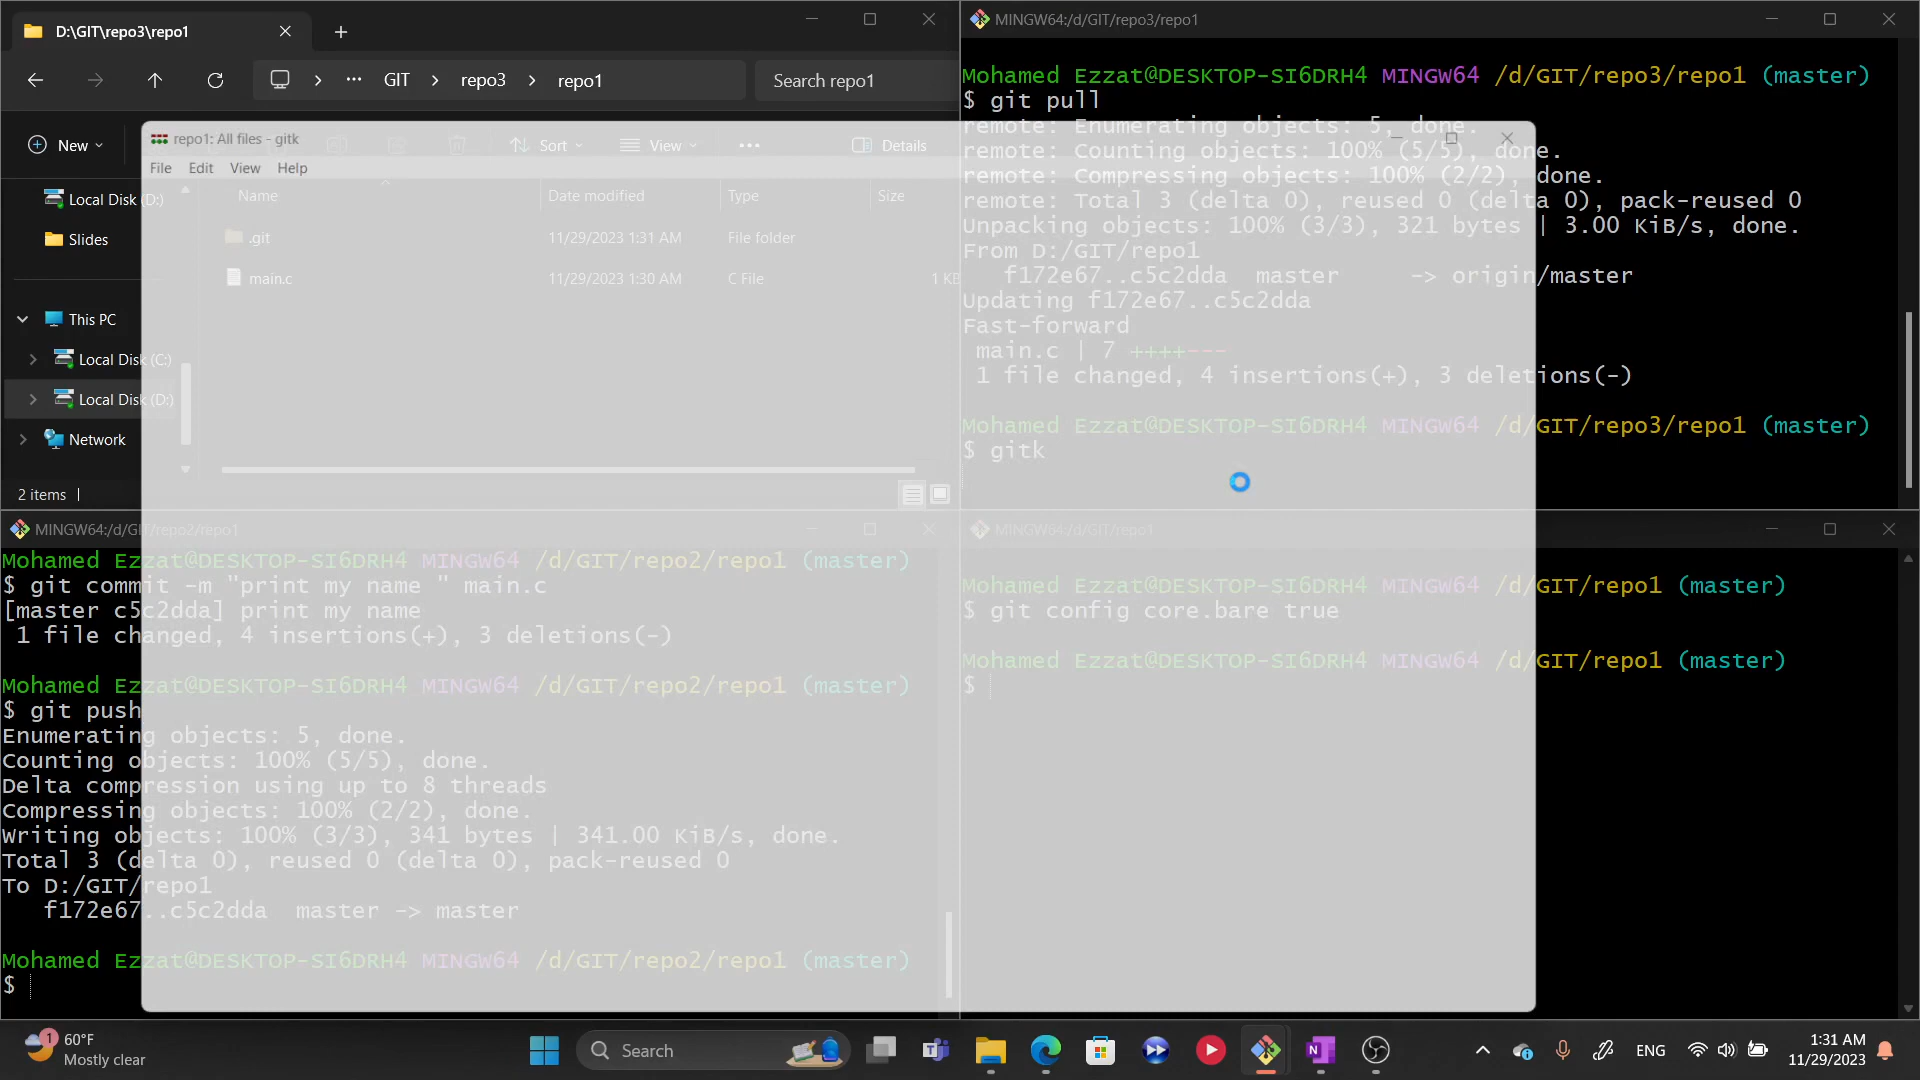 D:\GIT\repo3\repo1
GIT
repo3
repo1
Search repo1
New
Sort
View
Details
Local Disk (D:)
Slides
This PC
Local Disk (C:)
Local Disk (D:)
Network
2 items
repo1: All files - gitk
File Edit View Help
Name Date modified Type Size
.git 11/29/2023 1:31 AM File folder
main.c 11/29/2023 1:30 AM C File 1 KB
MINGW64:/d/GIT/repo3/repo1
Mohamed Ezzat@DESKTOP-SI6DRH4 MINGW64 /d/GIT/repo3/repo1 (master)
$ git pull
remote: Enumerating objects: 5, done.
remote: Counting objects: 100% (5/5), done.
remote: Compressing objects: 100% (2/2), done.
remote: Total 3 (delta 0), reused 0 (delta 0), pack-reused 0
Unpacking objects: 100% (3/3), 321 bytes | 3.00 KiB/s, done.
From D:/GIT/repo1
f172e67..c5c2dda master -> origin/master
Updating f172e67..c5c2dda
Fast-forward
main.c | 7 ++++---
1 file changed, 4 insertions(+), 3 deletions(-)
Mohamed Ezzat@DESKTOP-SI6DRH4 MINGW64 /d/GIT/repo3/repo1 (master)
$ gitk
MINGW64:/d/GIT/repo2/repo1
Mohamed Ezzat@DESKTOP-SI6DRH4 MINGW64 /d/GIT/repo2/repo1 (master)
$ git commit -m "print my name " main.c
[master c5c2dda] print my name
1 file changed, 4 insertions(+), 3 deletions(-)
Mohamed Ezzat@DESKTOP-SI6DRH4 MINGW64 /d/GIT/repo2/repo1 (master)
$ git push
Enumerating objects: 5, done.
Counting objects: 100% (5/5), done.
Delta compression using up to 8 threads
Compressing objects: 100% (2/2), done.
Writing objects: 100% (3/3), 341 bytes | 341.00 KiB/s, done.
Total 3 (delta 0), reused 0 (delta 0), pack-reused 0
To D:/GIT/repo1
f172e67..c5c2dda master -> master
Mohamed Ezzat@DESKTOP-SI6DRH4 MINGW64 /d/GIT/repo2/repo1 (master)
$
MINGW64:/d/GIT/repo1
Mohamed Ezzat@DESKTOP-SI6DRH4 MINGW64 /d/GIT/repo1 (master)
$ git config core.bare true
Mohamed Ezzat@DESKTOP-SI6DRH4 MINGW64 /d/GIT/repo1 (master)
$
1
60°F
Mostly clear
Search
ENG
1:31 AM
11/29/2023